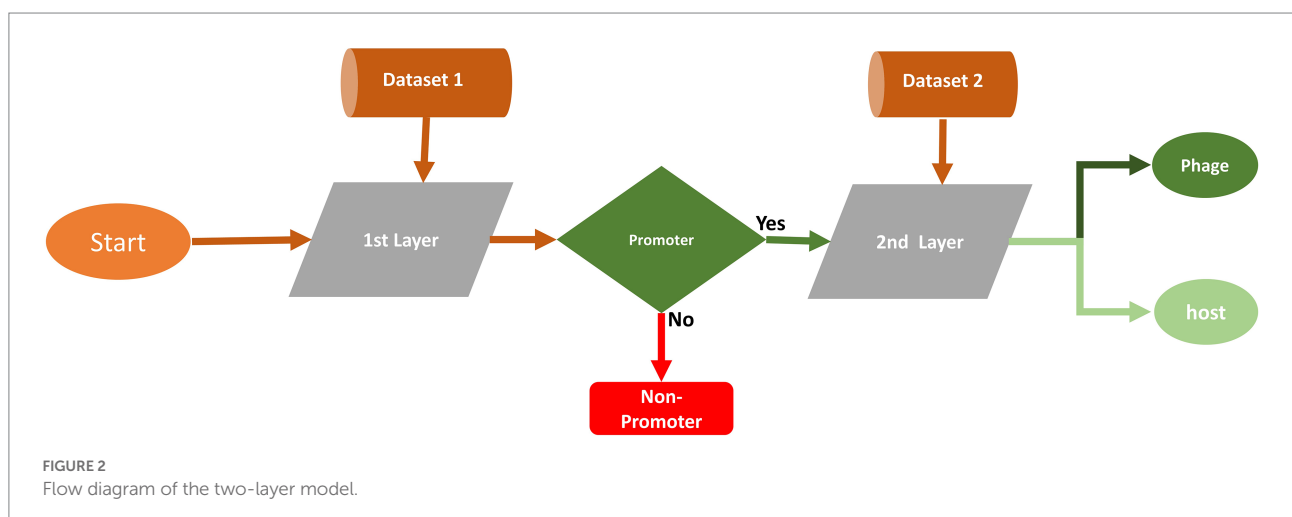 Dataset 1
Dataset 2
Phage
Start
1st Layer
Promoter
Yes
2nd Layer
host
No
Non-
Promoter
FIGURE 2
Flow diagram of the two-layer model.